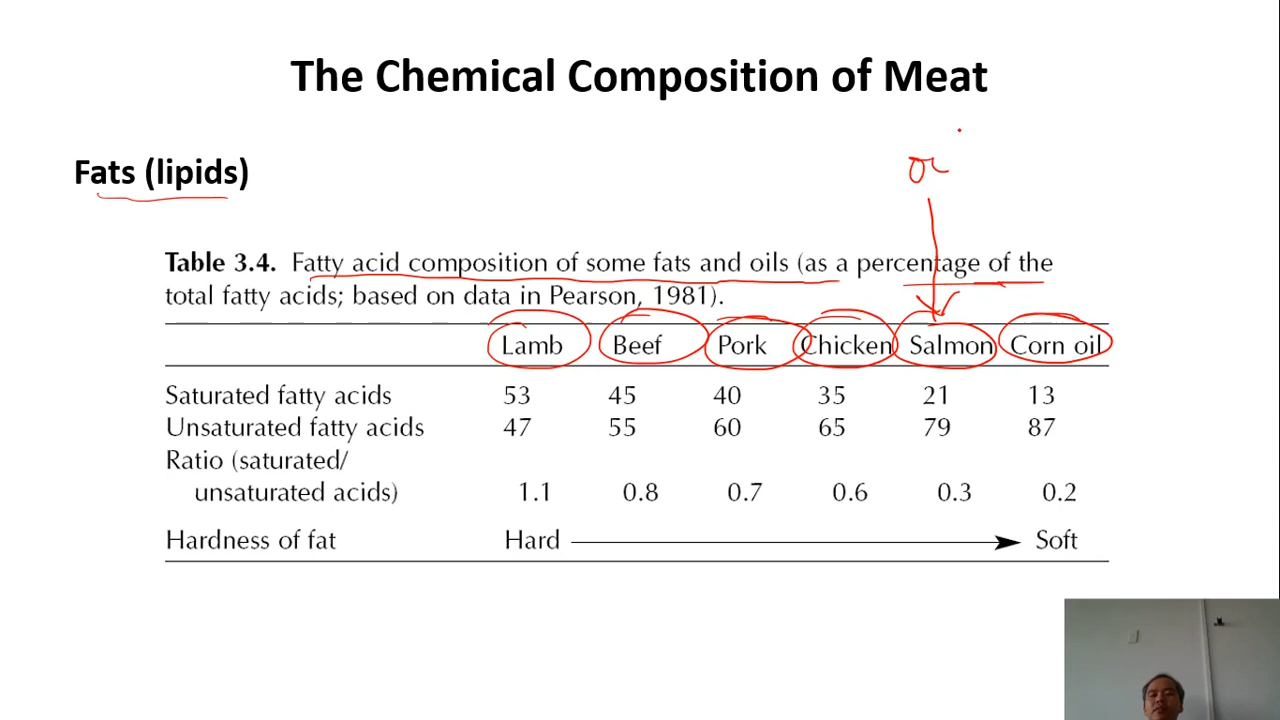 The Chemical Composition of Meat
Fats (lipids)
Table 3.4. Fatty acid composition of some fats and oils (as a percentage of the
total fatty acids; based on data in Pearson, 1981).
Lamb Beef Pork Chicken Salmon Corn oil
Saturated fatty acids 53 45 40 35 21 13
Unsaturated fatty acids 47 55 60 65 79 87
Ratio (saturated/
unsaturated acids) 1.1 0.8 0.7 0.6 0.3 0.2
Hardness of fat Hard Soft